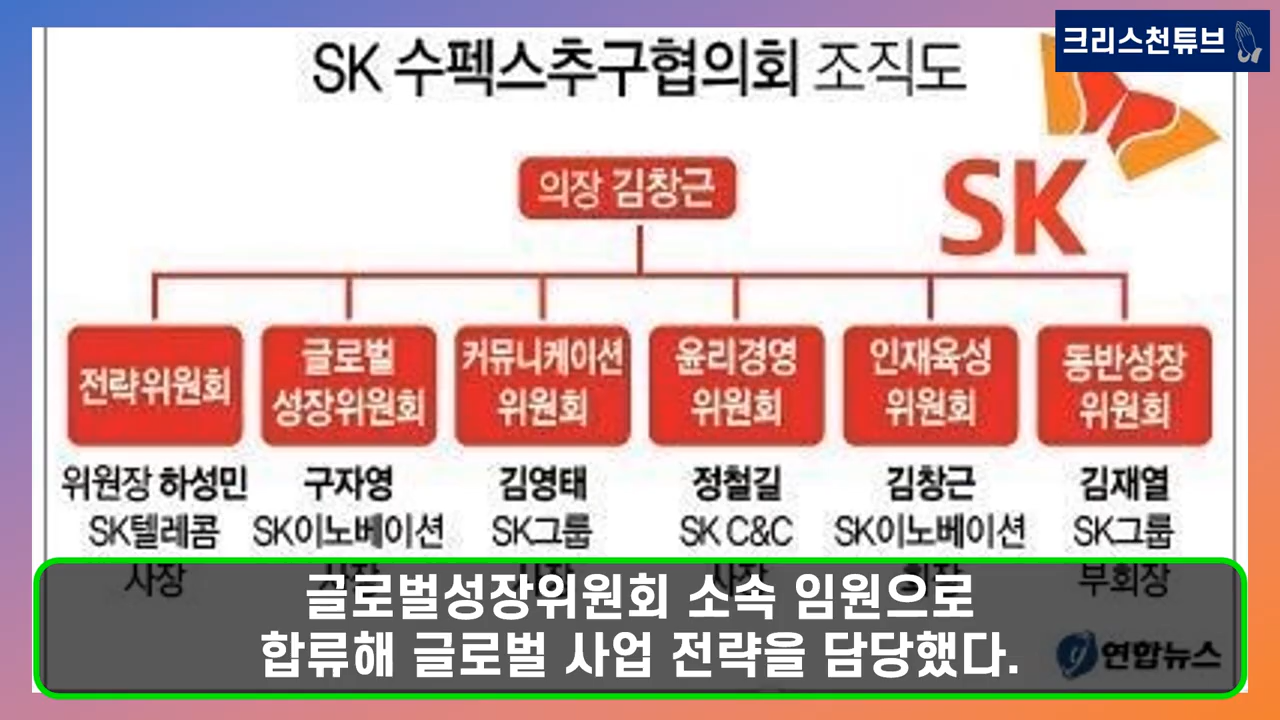 크리스천튜브
SK 수펙스추구협의회 조직도
SK
의장 김창근
전략위원회
글로벌
성장위원회
커뮤니케이션
위원회
윤리경영
위원회
인재육성
위원회
동반성장
위원회
위원장 하성민
SK텔레콤
사장
구자영
SK이노베이션
사장
김영태
SK그룹
사장
정철길
SK C&C
사장
김창근
SK이노베이션
회장
김재열
SK그룹
부회장
글로벌성장위원회 소속 임원으로
합류해 글로벌 사업 전략을 담당했다.
연합뉴스